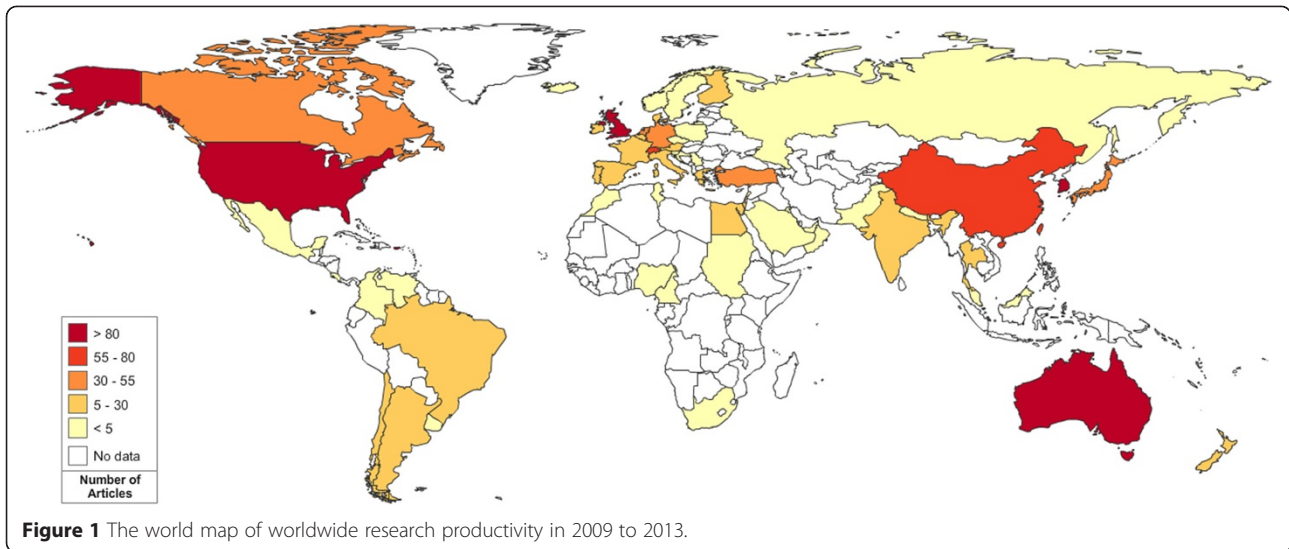 > 80
55 - 80
30 - 55
5 - 30
< 5
No data
Number of
Articles
Figure 1 The world map of worldwide research productivity in 2009 to 2013.